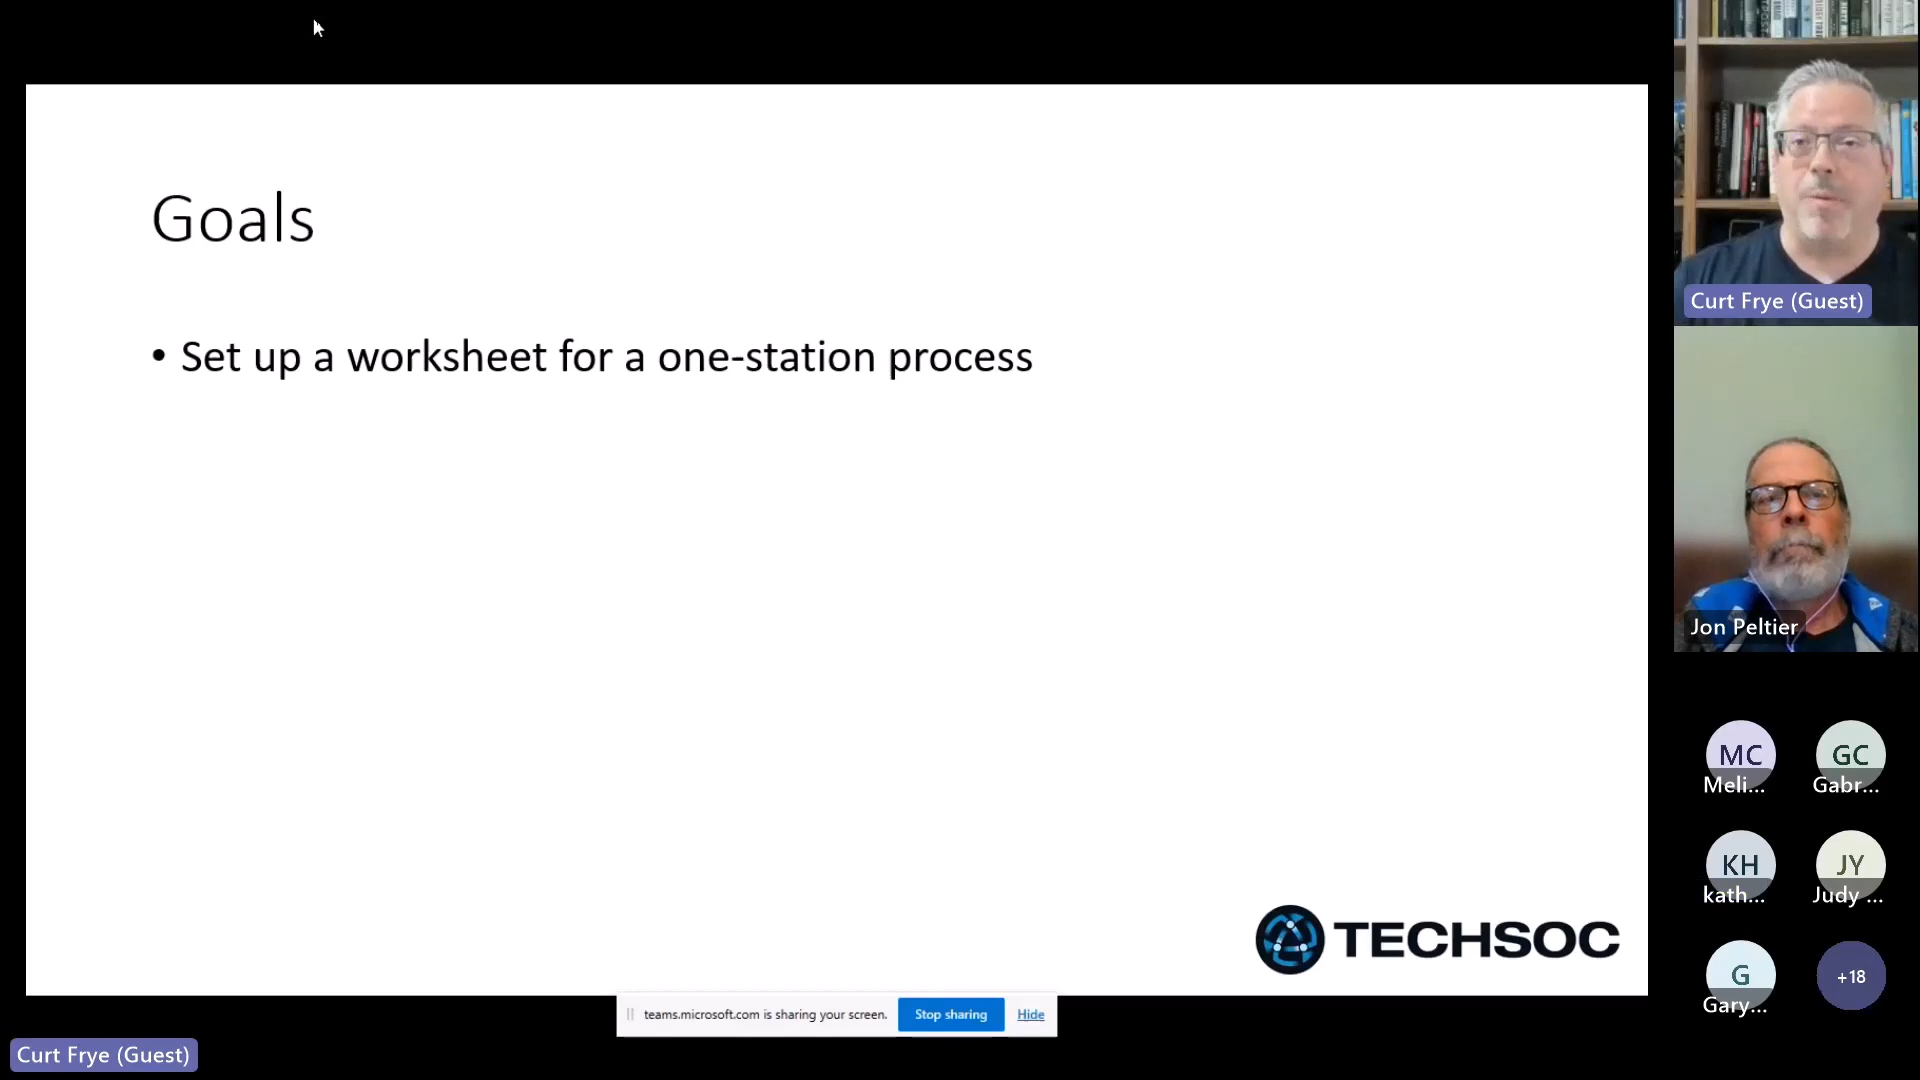 Goals
• Set up a worksheet for a one-station process
TECHSOC
teams.microsoft.com is sharing your screen.
Stop sharing
Hide
Curt Frye (Guest)
Curt Frye (Guest)
Jon Peltier
MC
Meli...
GC
Gabr...
KH
kath...
JY
Judy ...
G
Gary...
+18